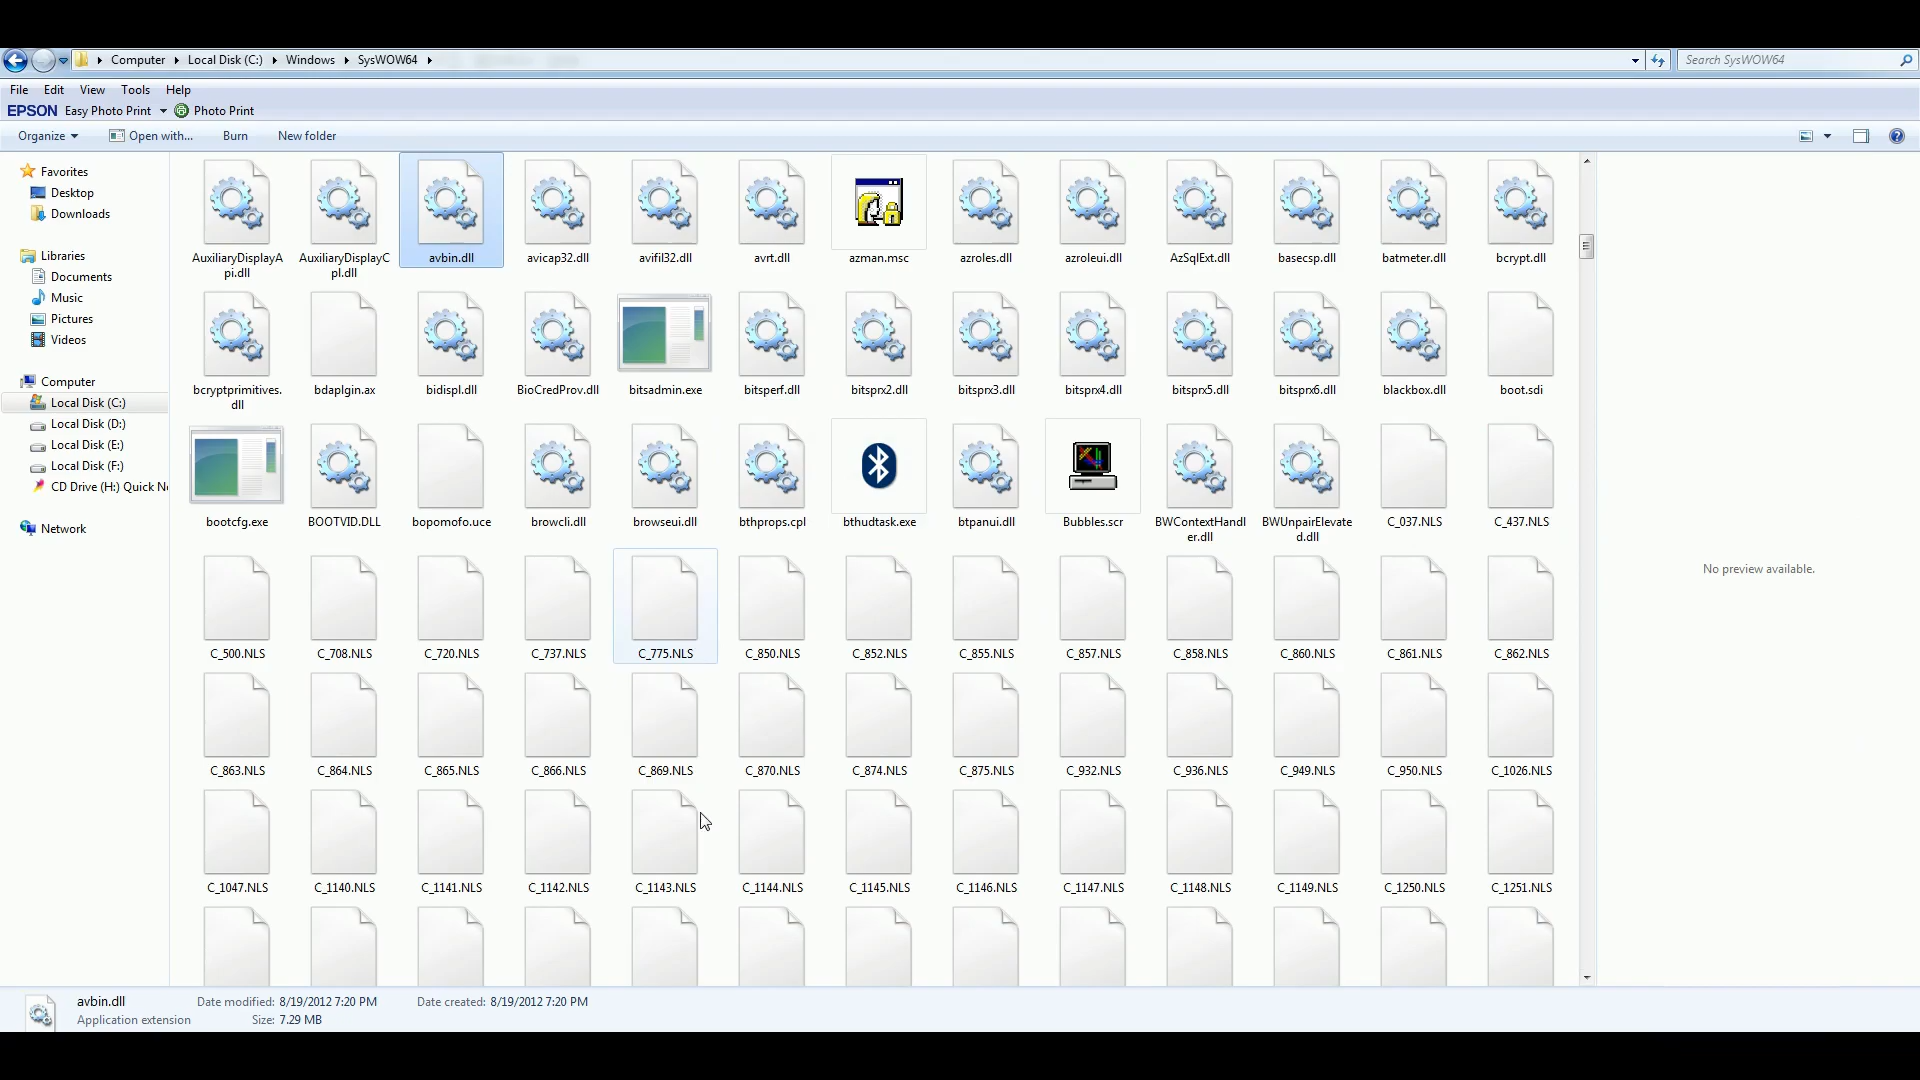 Computer Local Disk (C:) Windows SysWOW64
Search SysWOW64
File Edit View Tools Help
EPSON Easy Photo Print Photo Print
Organize Open with... Burn New folder
Favorites
Desktop
Downloads
Libraries
Documents
Music
Pictures
Videos
Computer
Local Disk (C:)
Local Disk (D:)
Local Disk (E:)
Local Disk (F:)
CD Drive (H:) Quick Ne
Network
AuxiliaryDisplayA AuxiliaryDisplayC avbin.dll avicap32.dll avifil32.dll avrt.dll azman.msc azroles.dll azroleui.dll AzSqlExt.dll basecsp.dll batmeter.dll bcrypt.dll
pi.dll pl.dll
bcryptprimitives. bdaplgin.ax bidispl.dll BioCredProv.dll bitsadmin.exe bitsperf.dll bitsprx2.dll bitsprx3.dll bitsprx4.dll bitsprx5.dll bitsprx6.dll blackbox.dll boot.sdi
dll
bootcfg.exe BOOTVID.DLL bopomofo.uce browcli.dll browseui.dll bthprops.cpl bthudtask.exe btpanui.dll Bubbles.scr BWContextHandl BWUnpairElevate C_037.NLS C_437.NLS
er.dll d.dll
C_500.NLS C_708.NLS C_720.NLS C_737.NLS C_775.NLS C_850.NLS C_852.NLS C_855.NLS C_857.NLS C_858.NLS C_860.NLS C_861.NLS C_862.NLS
C_863.NLS C_864.NLS C_865.NLS C_866.NLS C_869.NLS C_870.NLS C_874.NLS C_875.NLS C_932.NLS C_936.NLS C_949.NLS C_950.NLS C_1026.NLS
C_1047.NLS C_1140.NLS C_1141.NLS C_1142.NLS C_1143.NLS C_1144.NLS C_1145.NLS C_1146.NLS C_1147.NLS C_1148.NLS C_1149.NLS C_1250.NLS C_1251.NLS
No preview available.
avbin.dll Date modified: 8/19/2012 7:20 PM Date created: 8/19/2012 7:20 PM
Application extension Size: 7.29 MB